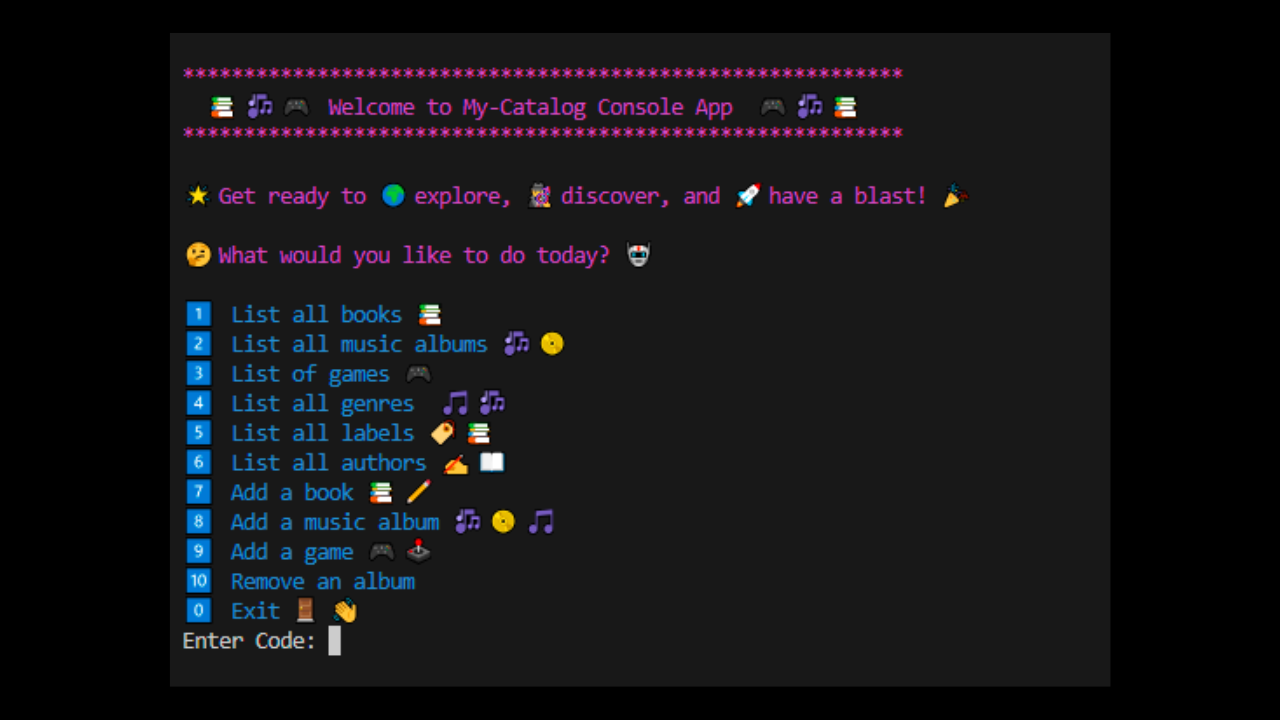 ***********************************************************
📚 🎶 🎮 Welcome to My-Catalog Console App 🎮 🎶 📚
***********************************************************
🌟 Get ready to 🌍 explore, 🕵️ discover, and 🚀 have a blast! 🎉
🤔 What would you like to do today? 🤖
1️⃣ List all books 📚
2️⃣ List all music albums 🎶 📀
3️⃣ List of games 🎮
4️⃣ List all genres 🎵 🎶
5️⃣ List all labels 🏷️ 📚
6️⃣ List all authors ✍️ 📖
7️⃣ Add a book 📚 ✏️
8️⃣ Add a music album 🎶 📀 🎵
9️⃣ Add a game 🎮 🕹️
🔟 Remove an album
0️⃣ Exit 🚪 👋
Enter Code: